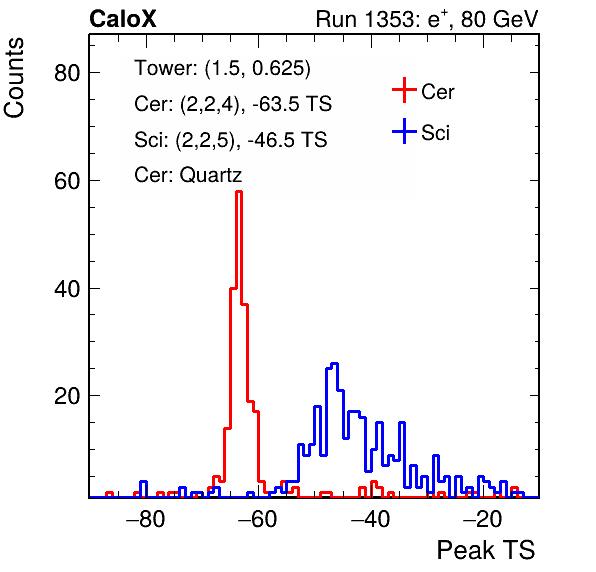 CaloX Run 1353: e⁺, 80 GeV
Counts
Tower: (1.5, 0.625)
Cer: (2,2,4), -63.5 TS
Sci: (2,2,5), -46.5 TS
Cer: Quartz
Cer
Sci
80
60
40
20
−80 −60 −40 −20
Peak TS